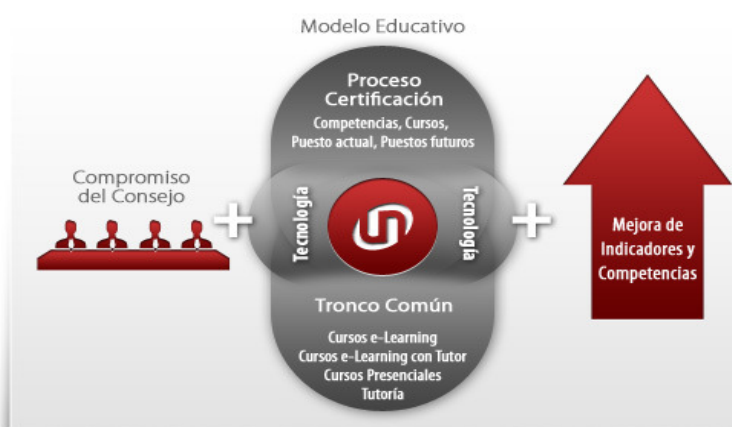 Modelo Educativo
Proceso
Certificación
Competencias, Cursos,
Puesto actual, Puestos futuros
Compromiso
del Consejo
+
Tecnología
Tecnología
+
Mejora de
Indicadores y
Competencias
Tronco Común
Cursos e-Learning
Cursos e-Learning con Tutor
Cursos Presenciales
Tutoría